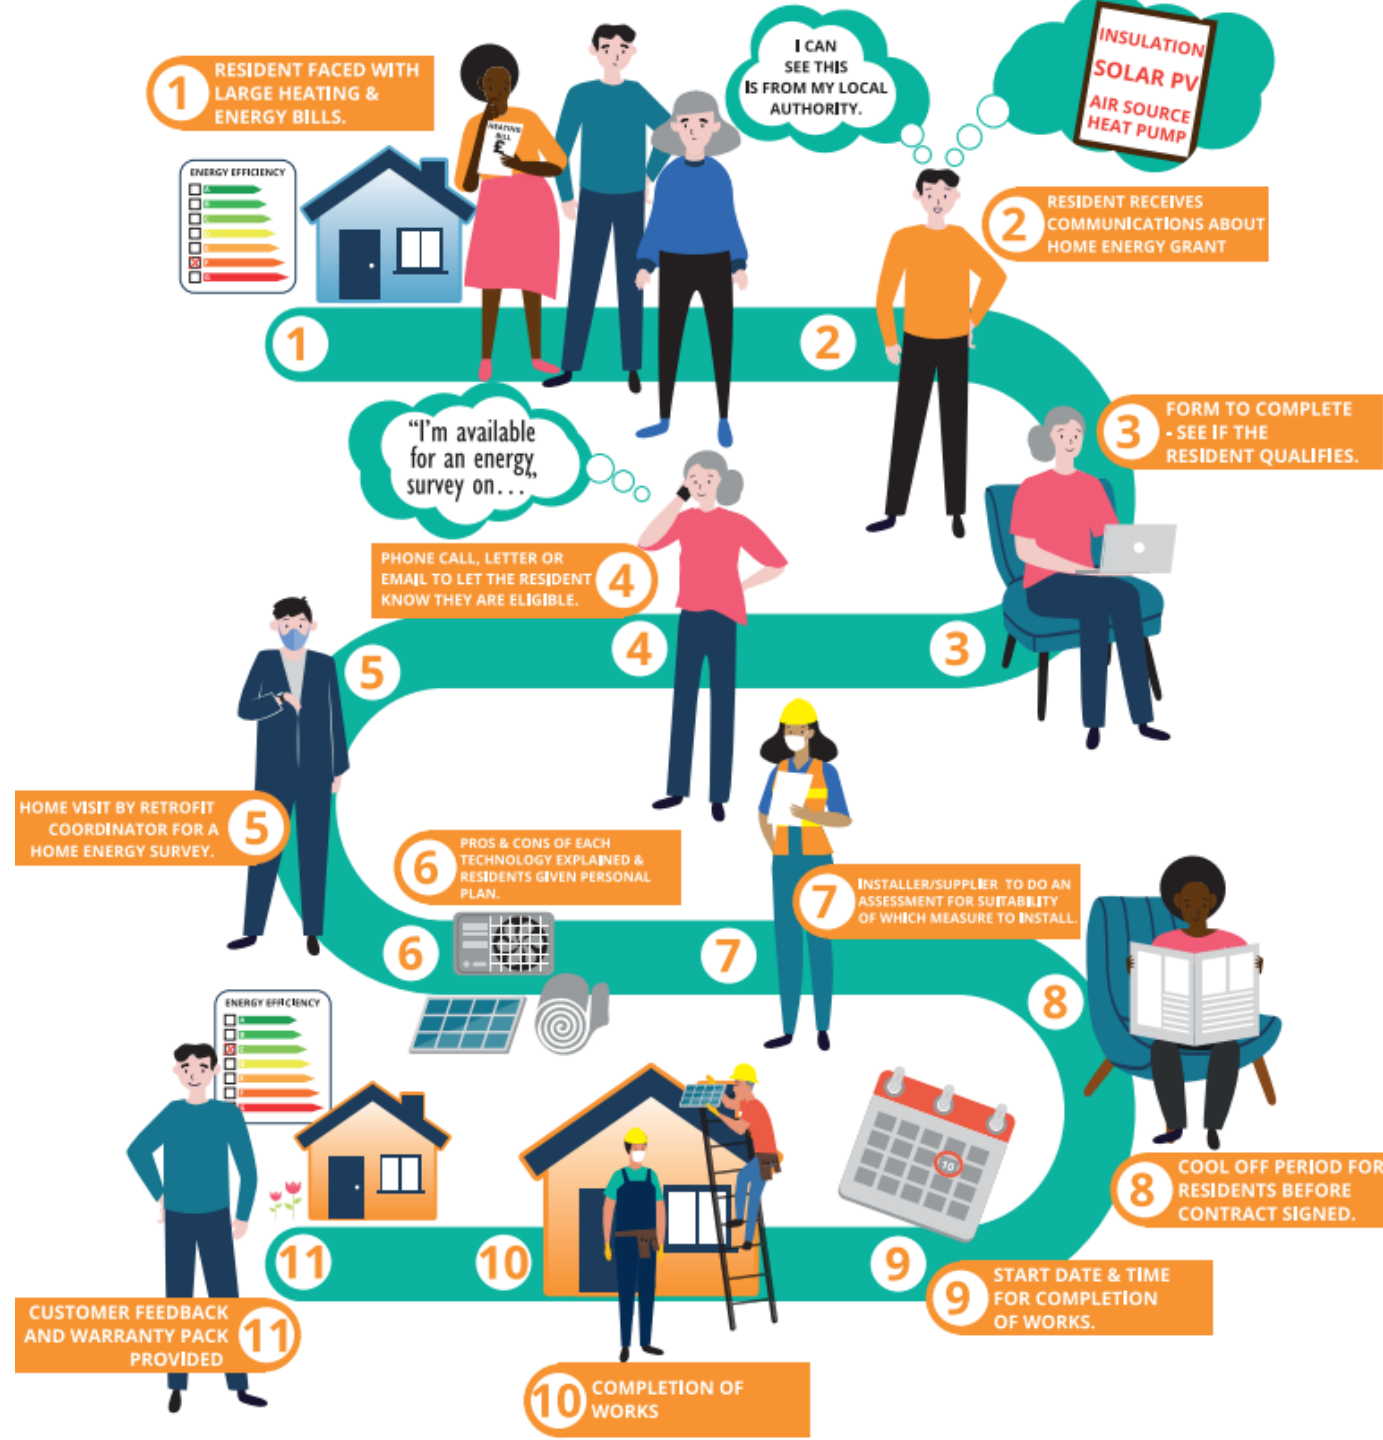 1
RESIDENT FACED WITH
LARGE HEATING &
ENERGY BILLS.
ENERGY EFFICIENCY
A
B
C
D
E
F
G
HEATING
BILL
£
I CAN
SEE THIS
IS FROM MY LOCAL
AUTHORITY.
INSULATION
SOLAR PV
AIR SOURCE
HEAT PUMP
2
RESIDENT RECEIVES
COMMUNICATIONS ABOUT
HOME ENERGY GRANT
1
2
3
FORM TO COMPLETE
- SEE IF THE
RESIDENT QUALIFIES.
“I’m available
for an energy
survey on...”
PHONE CALL, LETTER OR
EMAIL TO LET THE RESIDENT
KNOW THEY ARE ELIGIBLE.
4
5
4
3
HOME VISIT BY RETROFIT
COORDINATOR FOR A
HOME ENERGY SURVEY.
5
6
PROS & CONS OF EACH
TECHNOLOGY EXPLAINED &
RESIDENTS GIVEN PERSONAL
PLAN.
7
INSTALLER/SUPPLIER TO DO AN
ASSESSMENT FOR SUITABILITY
OF WHICH MEASURE TO INSTALL.
6
7
8
ENERGY EFFICIENCY
10
8
COOL OFF PERIOD FOR
RESIDENTS BEFORE
CONTRACT SIGNED.
11
10
9
9
START DATE & TIME
FOR COMPLETION
OF WORKS.
CUSTOMER FEEDBACK
AND WARRANTY PACK
PROVIDED
11
10
COMPLETION OF
WORKS